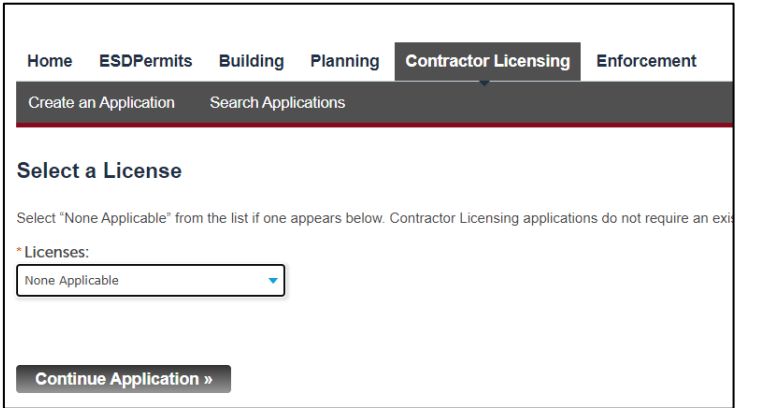 Home ESDPermits Building Planning Contractor Licensing Enforcement
Create an Application Search Applications
Select a License
Select "None Applicable" from the list if one appears below. Contractor Licensing applications do not require an
*Licenses:
None Applicable
Continue Application »